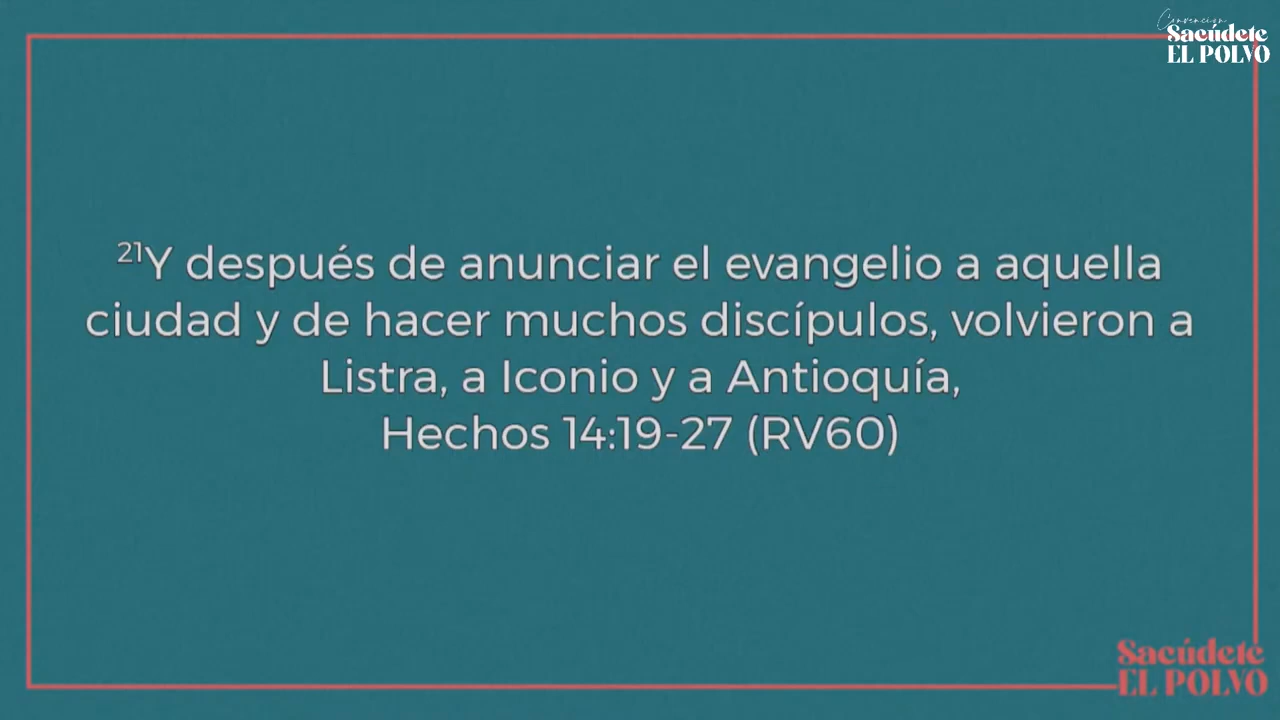 Convención
Sacúdete
EL POLVO
²¹Y después de anunciar el evangelio a aquella
ciudad y de hacer muchos discípulos, volvieron a
Listra, a Iconio y a Antioquía,
Hechos 14:19-27 (RV60)
Sacúdete
EL POLVO